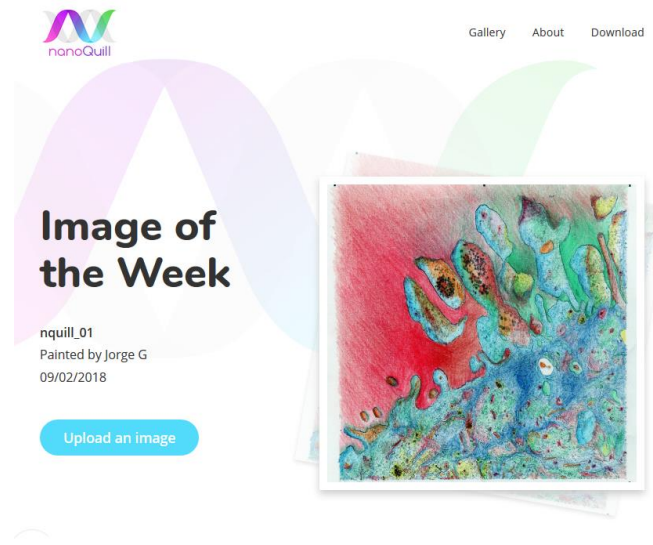 nanoQuill
Gallery About Download
Image of
the Week
nquill_01
Painted by Jorge G
09/02/2018
Upload an image